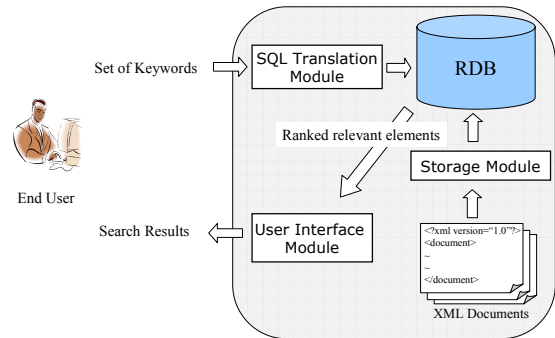 Set of Keywords
SQL Translation
Module
RDB
Ranked relevant elements
Storage Module
End User
Search Results
User Interface
Module
<?xml version=“1.0”?>
<document>
~
~
</document>
XML Documents